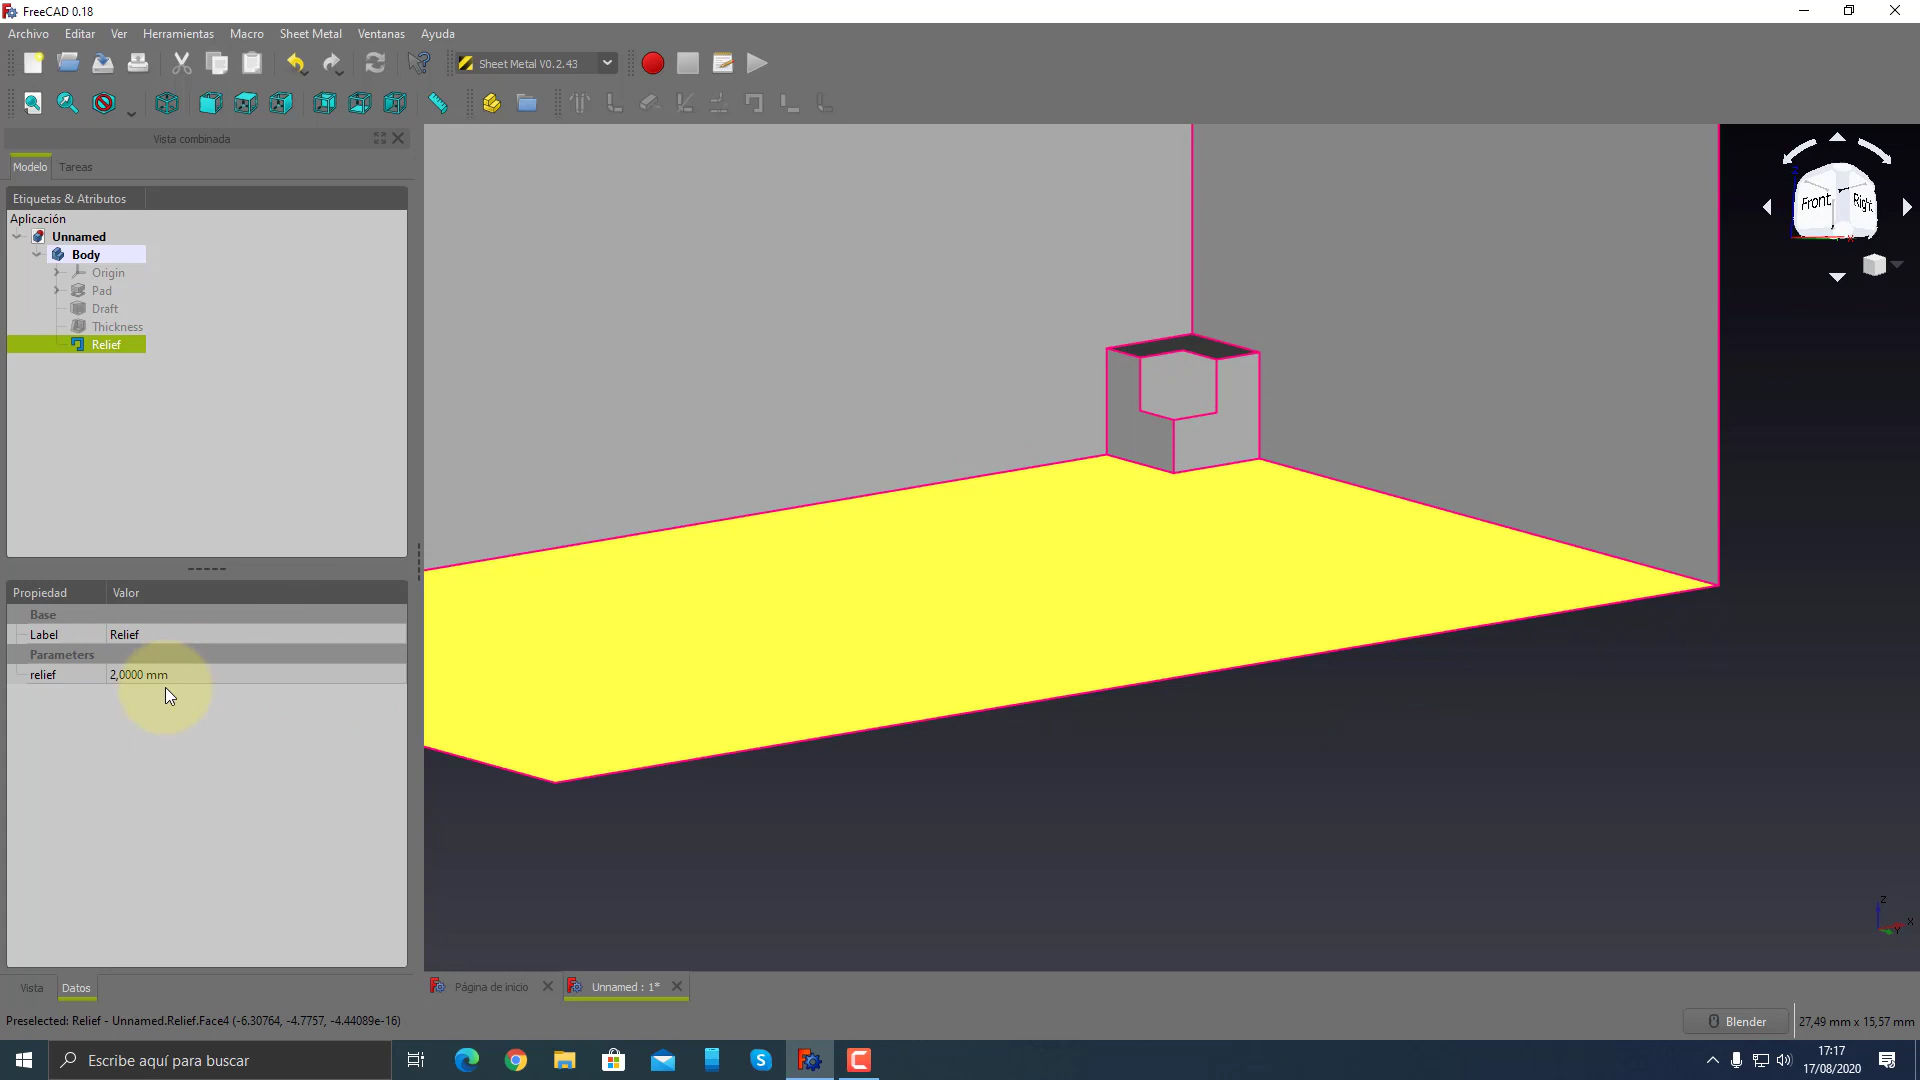 FreeCAD 0.18
Archivo Editar Ver Herramientas Macro Sheet Metal Ventanas Ayuda
Sheet Metal V0.2.43
Vista combinada
Modelo Tareas
Etiquetas & Atributos
Aplicación
Unnamed
Body
Origin
Pad
Draft
Thickness
Relief
Front Right
Z
X
Propiedad Valor
Base
Label Relief
Parameters
relief 2,0000 mm
Z
X
Y
Vista Datos
Página de inicio Unnamed : 1*
Preselected: Relief - Unnamed.Relief.Face4 (-6.30764, -4.7757, -4.44089e-16)
Blender 27,49 mm x 15,57 mm
Escribe aquí para buscar
17:17
17/08/2020